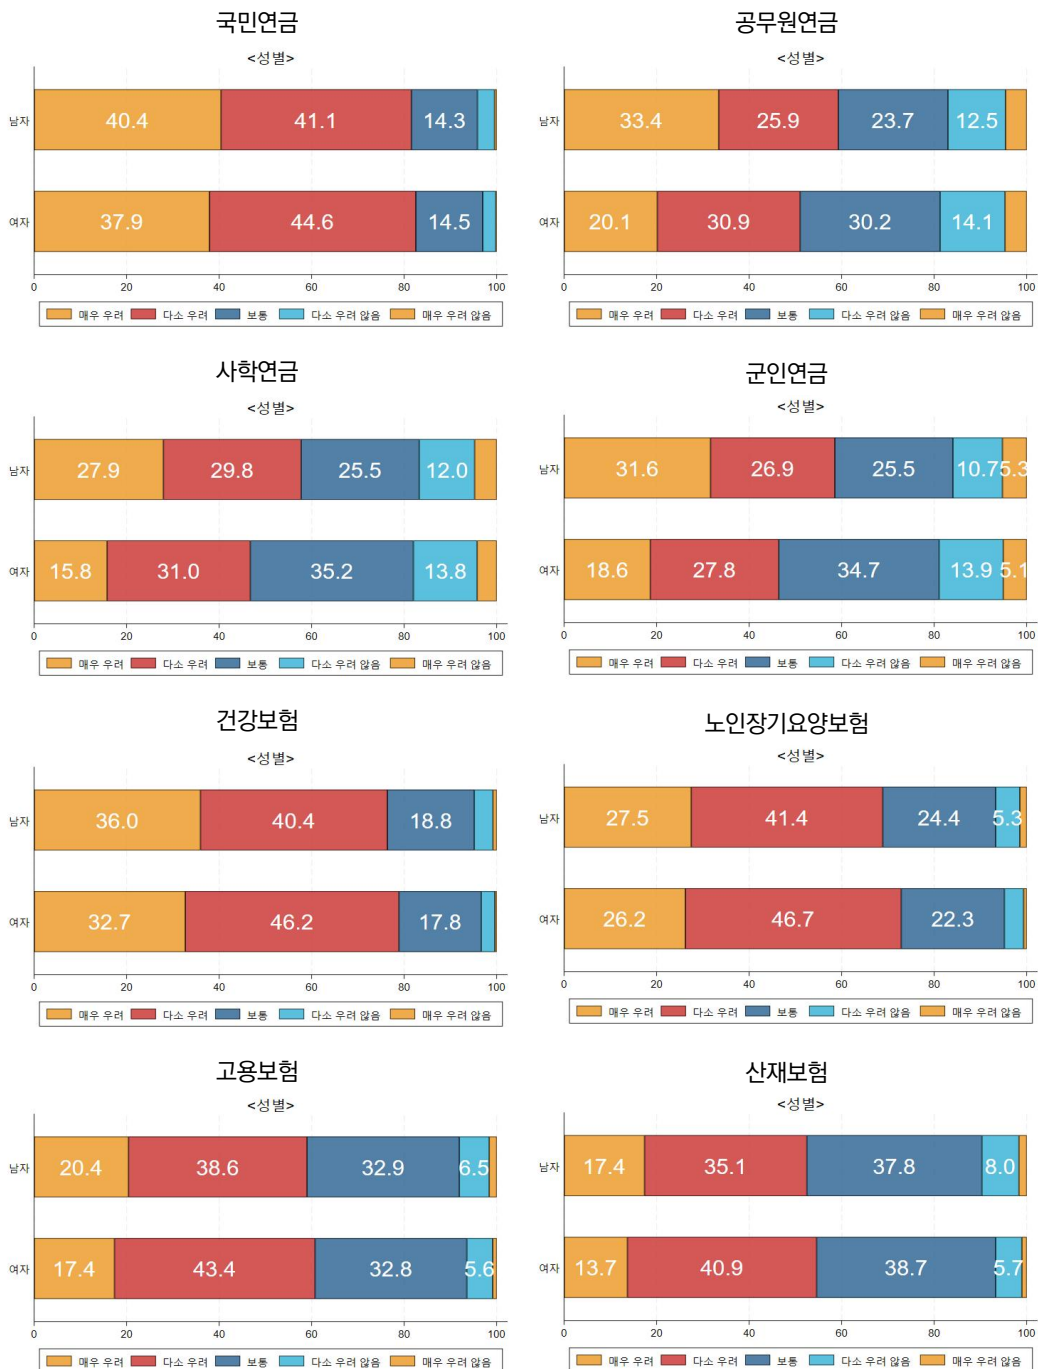 국민연금
<성별>
남자 40.4 41.1 14.3
여자 37.9 44.6 14.5
0 20 40 60 80 100
매우 우려 다소 우려 보통 다소 우려 않음 매우 우려 않음
공무원연금
<성별>
남자 33.4 25.9 23.7 12.5
여자 20.1 30.9 30.2 14.1
0 20 40 60 80 100
매우 우려 다소 우려 보통 다소 우려 않음 매우 우려 않음
사학연금
<성별>
남자 27.9 29.8 25.5 12.0
여자 15.8 31.0 35.2 13.8
0 20 40 60 80 100
매우 우려 다소 우려 보통 다소 우려 않음 매우 우려 않음
군인연금
<성별>
남자 31.6 26.9 25.5 10.7 5.3
여자 18.6 27.8 34.7 13.9 5.1
0 20 40 60 80 100
매우 우려 다소 우려 보통 다소 우려 않음 매우 우려 않음
건강보험
<성별>
남자 36.0 40.4 18.8
여자 32.7 46.2 17.8
0 20 40 60 80 100
매우 우려 다소 우려 보통 다소 우려 않음 매우 우려 않음
노인장기요양보험
<성별>
남자 27.5 41.4 24.4 5.3
여자 26.2 46.7 22.3
0 20 40 60 80 100
매우 우려 다소 우려 보통 다소 우려 않음 매우 우려 않음
고용보험
<성별>
남자 20.4 38.6 32.9 6.5
여자 17.4 43.4 32.8 5.6
0 20 40 60 80 100
매우 우려 다소 우려 보통 다소 우려 않음 매우 우려 않음
산재보험
<성별>
남자 17.4 35.1 37.8 8.0
여자 13.7 40.9 38.7 5.7
0 20 40 60 80 100
매우 우려 다소 우려 보통 다소 우려 않음 매우 우려 않음